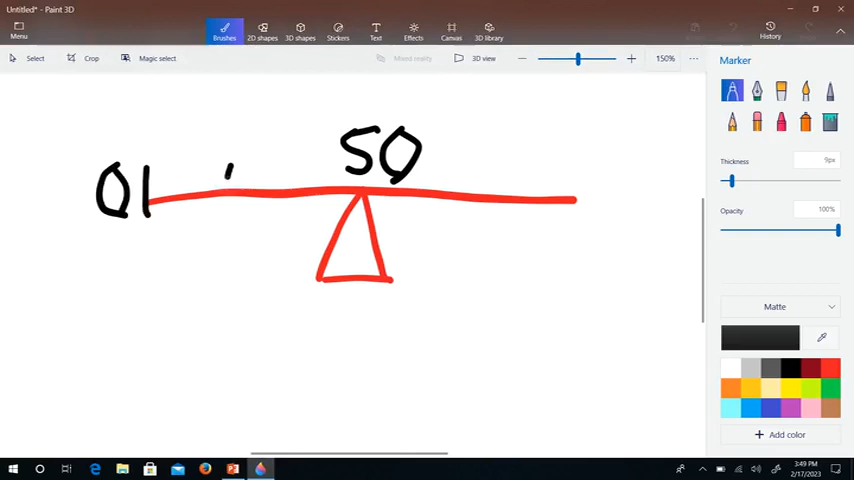 Untitled* - Paint 3D
Menu
Brushes
2D shapes
3D shapes
Stickers
Text
Effects
Canvas
3D library
History
Select
Crop
Magic select
Mixed reality
3D view
150%
Marker
Thickness
9px
Opacity
100%
Matte
Add color
50
01
3:49 PM
2/17/2023